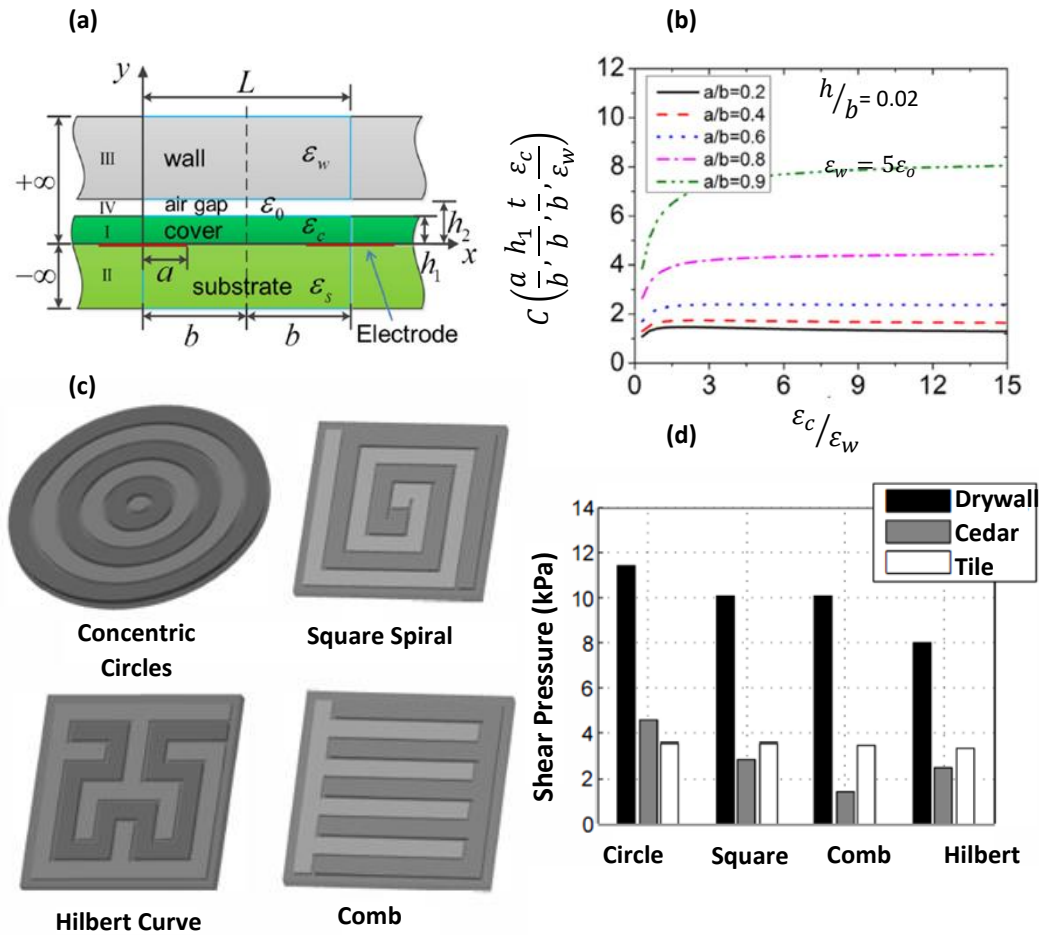 (a)
y
L
III
wall
ε_w
+∞
IV
air gap
ε_0
I
cover
ε_c
h_2
x
-∞
II
a
h_1
substrate
ε_s
b
b
Electrode
(b)
12
10
8
6
4
2
0
a/b=0.2
a/b=0.4
a/b=0.6
a/b=0.8
a/b=0.9
h/b = 0.02
ε_w = 5ε_o
C(a/b, h_1/b, t/b, ε_c/ε_w)
0 3 6 9 12 15
ε_c/ε_w
(c)
Concentric
Circles
Square Spiral
Hilbert Curve
Comb
(d)
Drywall
Cedar
Tile
Shear Pressure (kPa)
14
12
10
8
6
4
2
0
Circle Square Comb Hilbert